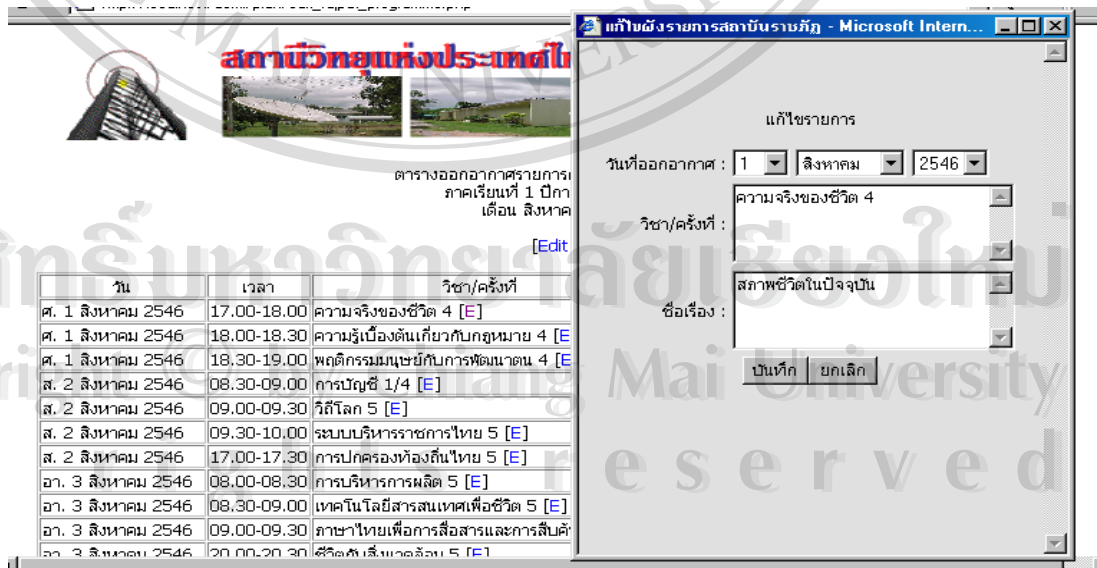 แก้ไขผังรายการสถาบันราชภัฏ - Microsoft Intern...
สถานีวิทยุแห่งประเทศไ
ตารางออกอากาศรายการ
ภาคเรียนที่ 1 ปีกา
เดือน สิงหาค
[Edit
วัน เวลา วิชา/ครั้งที่
ศ. 1 สิงหาคม 2546 17.00-18.00 ความจริงของชีวิต 4 [E]
ศ. 1 สิงหาคม 2546 18.00-18.30 ความรู้เบื้องต้นเกี่ยวกับกฎหมาย 4 [E
ศ. 1 สิงหาคม 2546 18.30-19.00 พฤติกรรมมนุษย์กับการพัฒนาตน 4 [E
ส. 2 สิงหาคม 2546 08.30-09.00 การบัญชี 1/4 [E]
ส. 2 สิงหาคม 2546 09.00-09.30 วิถีโลก 5 [E]
ส. 2 สิงหาคม 2546 09.30-10.00 ระบบบริหารราชการไทย 5 [E]
ส. 2 สิงหาคม 2546 17.00-17.30 การปกครองท้องถิ่นไทย 5 [E]
อา. 3 สิงหาคม 2546 08.00-08.30 การบริหารการผลิต 5 [E]
อา. 3 สิงหาคม 2546 08.30-09.00 เทคโนโลยีสารสนเทศเพื่อชีวิต 5 [E]
อา. 3 สิงหาคม 2546 09.00-09.30 ภาษาไทยเพื่อการสื่อสารและการสืบค้
อา. 3 สิงหาคม 2546 20.00-20.30 ชีวิตกับสิ่งแวดล้อม 5 [E]
แก้ไขรายการ
วันที่ออกอากาศ : 1 สิงหาคม 2546
วิชา/ครั้งที่ : ความจริงของชีวิต 4
ชื่อเรื่อง : สภาพชีวิตในปัจจุบัน
บันทึก ยกเลิก
สิทธิ์มหาวิทยาลัยเชียงใหม่
right © by Chiang Mai University
rights reserved